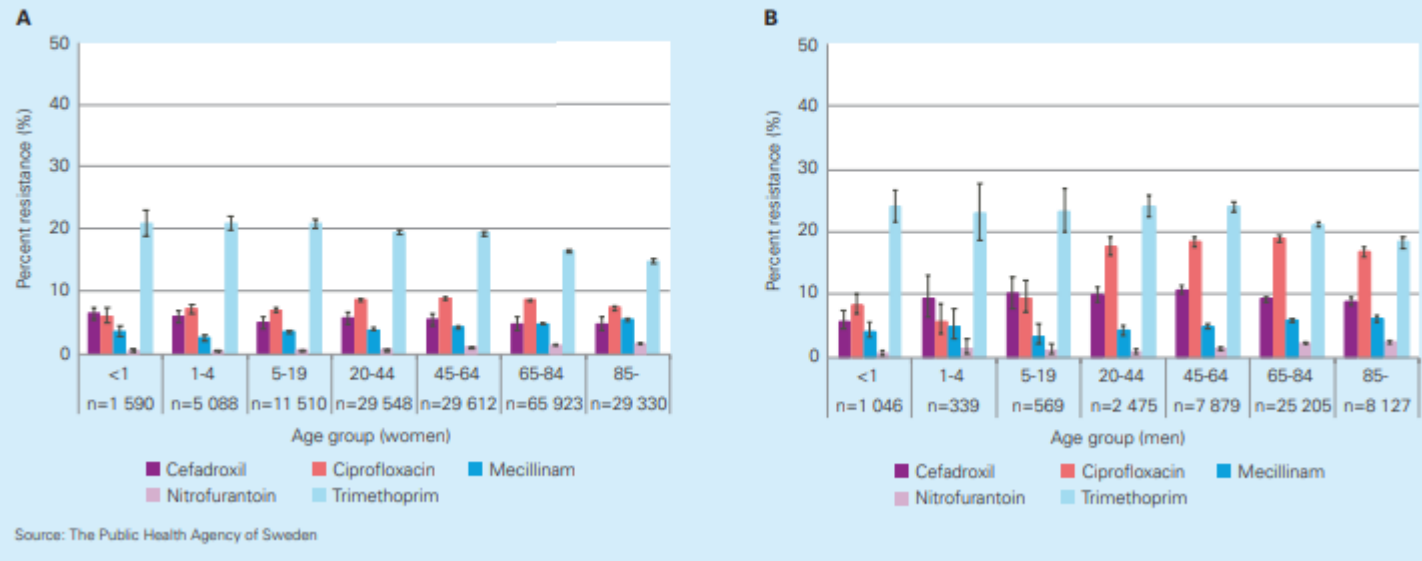 A
50
40
30
20
10
0
Percent resistance (%)
<1 1-4 5-19 20-44 45-64 65-84 85-
n=1 590 n=5 088 n=11 510 n=29 548 n=29 612 n=65 923 n=29 330
Age group (women)
Cefadroxil Ciprofloxacin Mecillinam
Nitrofurantoin Trimethoprim
Source: The Public Health Agency of Sweden
B
50
40
30
20
10
0
Percent resistance (%)
<1 1-4 5-19 20-44 45-64 65-84 85-
n=1 046 n=339 n=569 n=2 475 n=7 879 n=25 205 n=8 127
Age group (men)
Cefadroxil Ciprofloxacin Mecillinam
Nitrofurantoin Trimethoprim